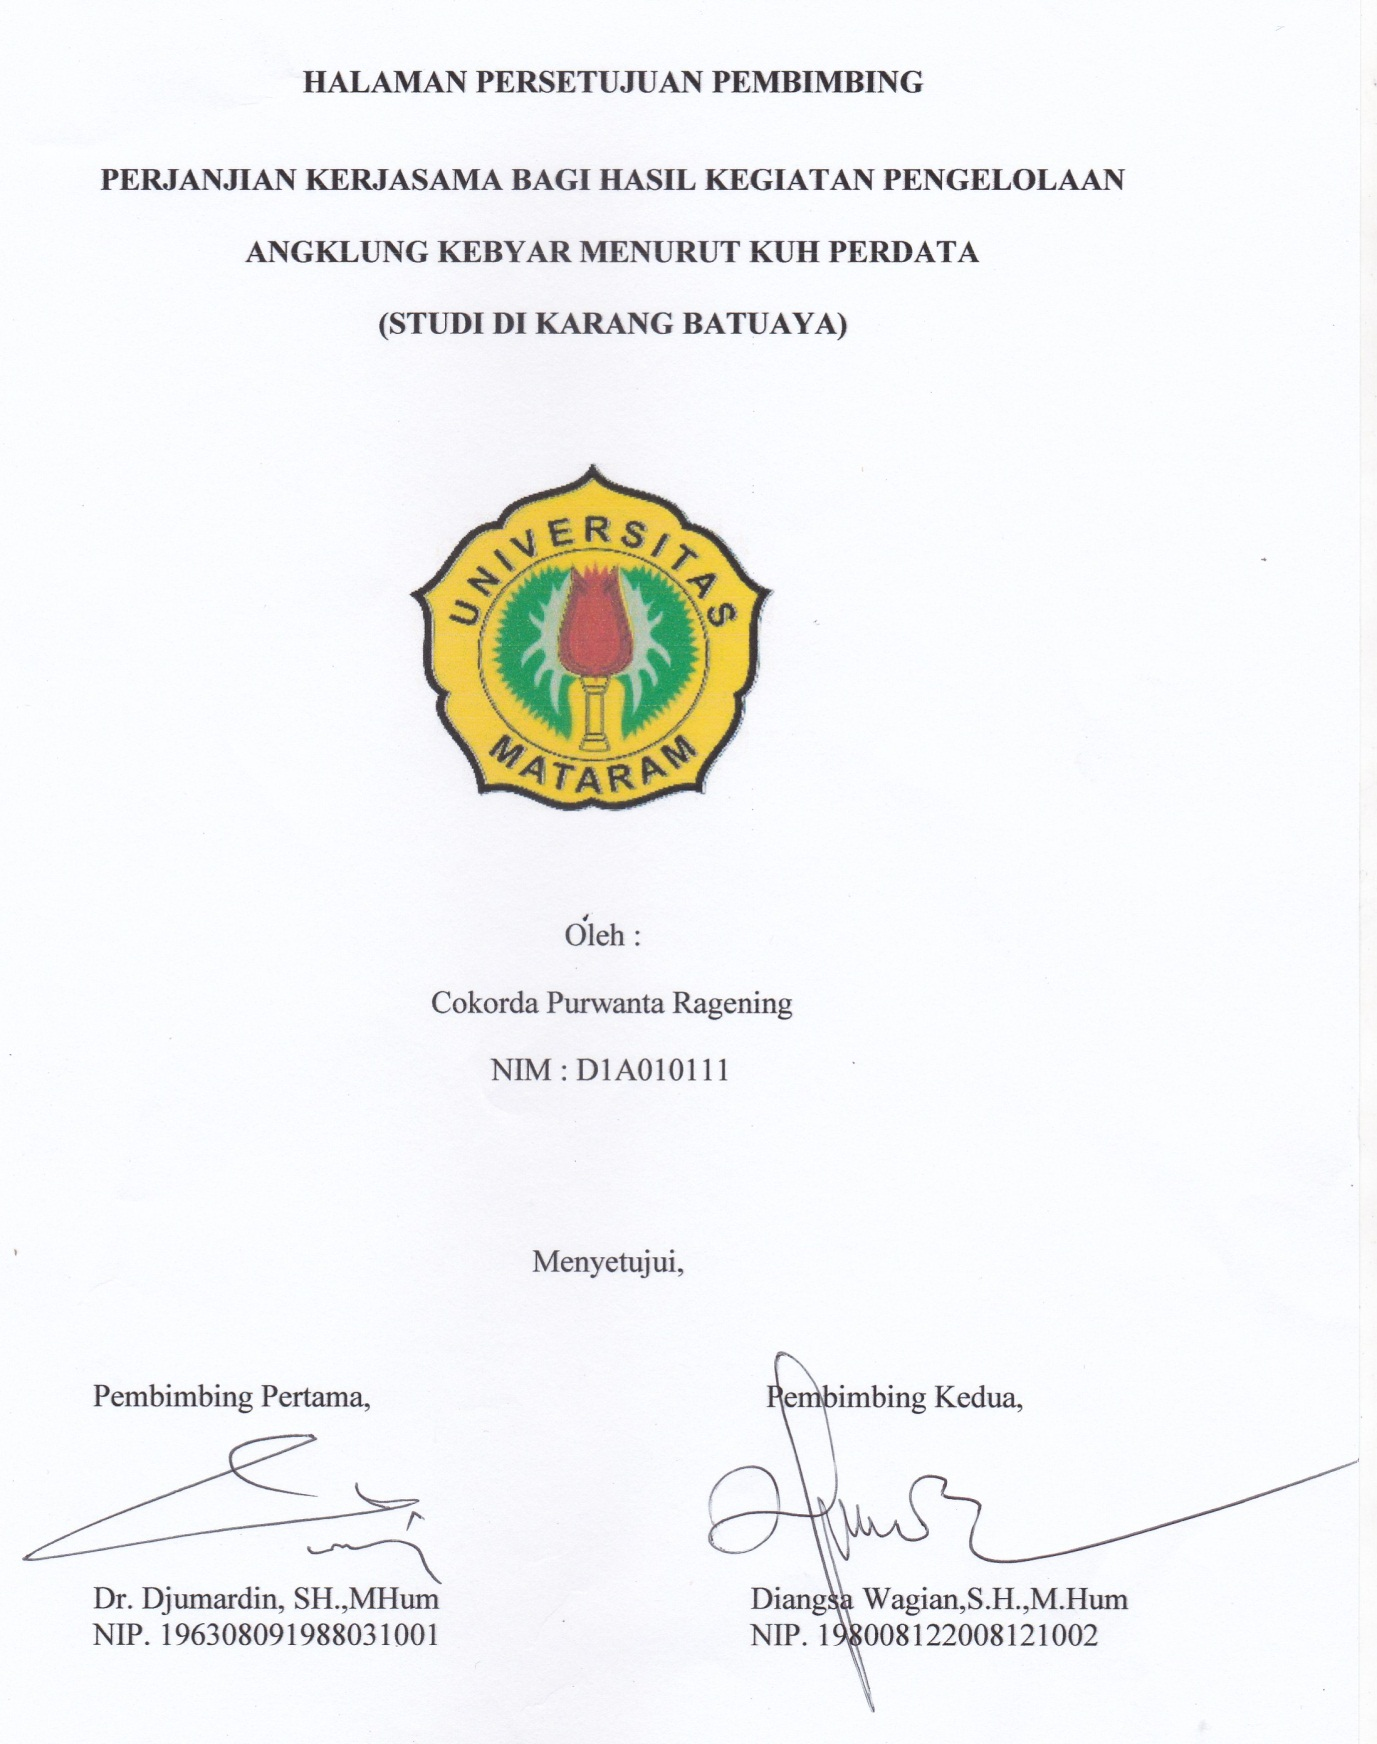 HALAMAN PERSETUJUAN PEMBIMBING
PERJANJIAN KERJASAMA BAGI HASIL KEGIATAN PENGELOLAAN
ANGKLUNG KEBYAR MENURUT KUH PERDATA
(STUDI DI KARANG BATUAYA)
UNIVERSITAS
MATARAM
Oleh :
Cokorda Purwanta Ragening
NIM : D1A010111
Menyetujui,
Pembimbing Pertama,
Pembimbing Kedua,
Dr. Djumardin, SH.,MHum
NIP. 196308091988031001
Diangsa Wagian,S.H.,M.Hum
NIP. 198008122008121002